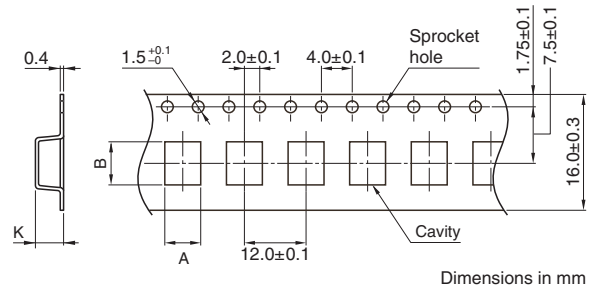 0.4
1.5 +0.1 −0
2.0±0.1
4.0±0.1
Sprocket
hole
1.75±0.1
7.5±0.1
B
16.0±0.3
K
A
12.0±0.1
Cavity
Dimensions in mm